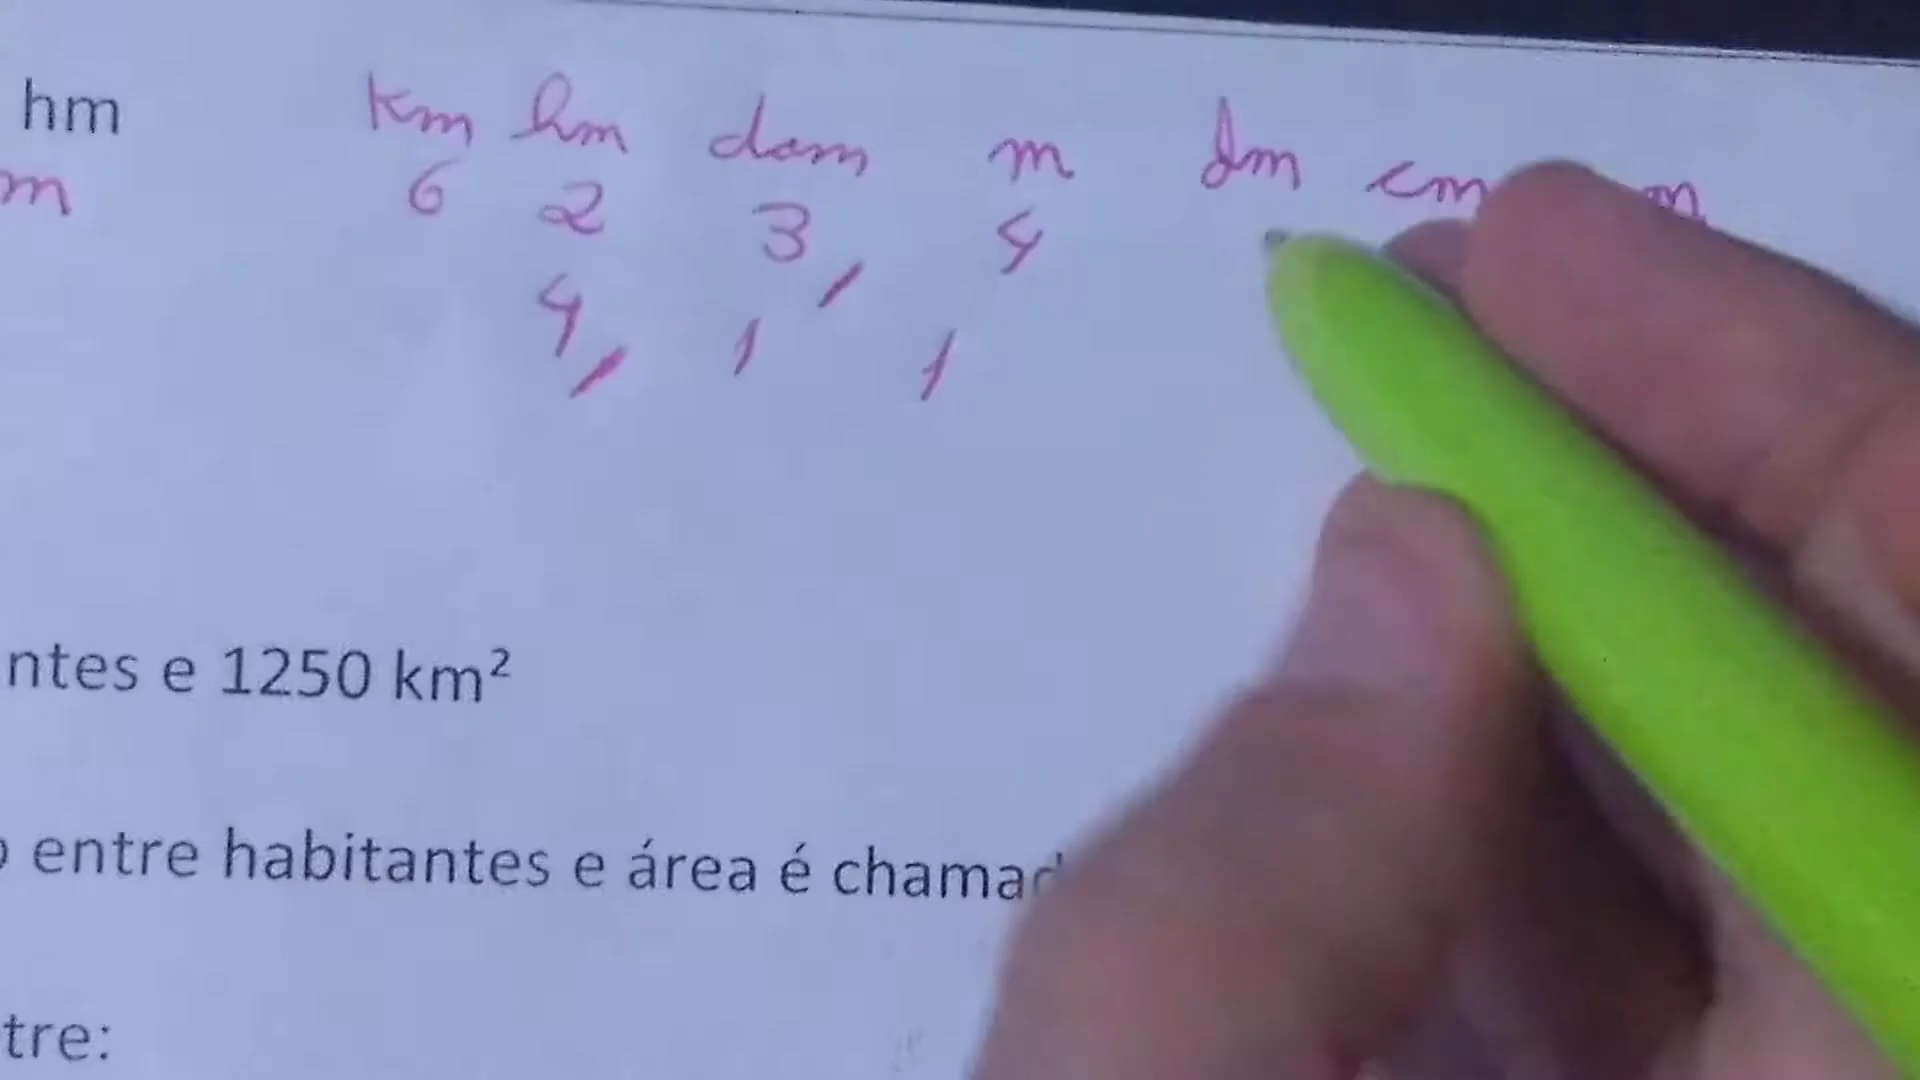 hm km hm dam m dm cm m
m 6 2 3, 4
4, 1 1
ntes e 1250 km²
entre habitantes e área é chamad
tre: